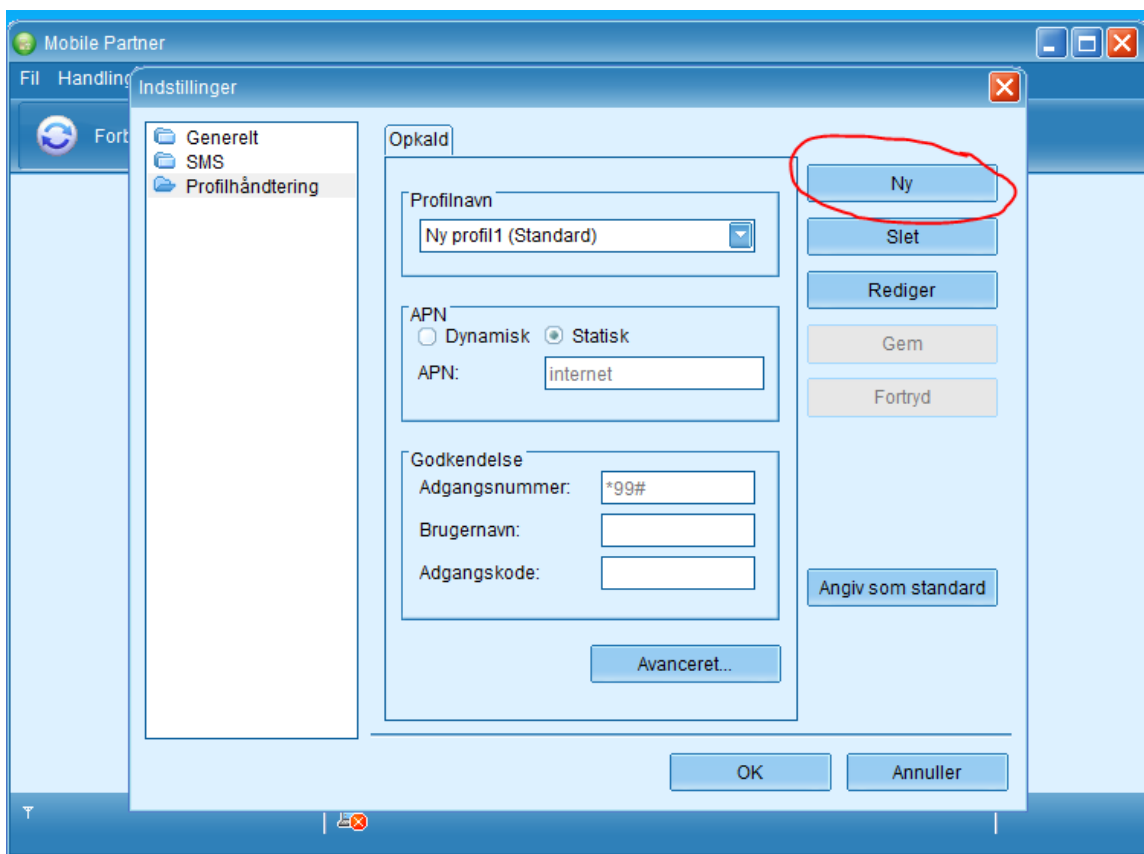 Mobile Partner
Fil Handling
Indstillinger
Fort
Generelt
SMS
Profilhåndtering
Opkald
Profilnavn
Ny profil1 (Standard)
APN
Dynamisk Statisk
APN: internet
Godkendelse
Adgangsnummer: *99#
Brugernavn:
Adgangskode:
Avanceret...
Ny
Slet
Rediger
Gem
Fortryd
Angiv som standard
OK Annuller